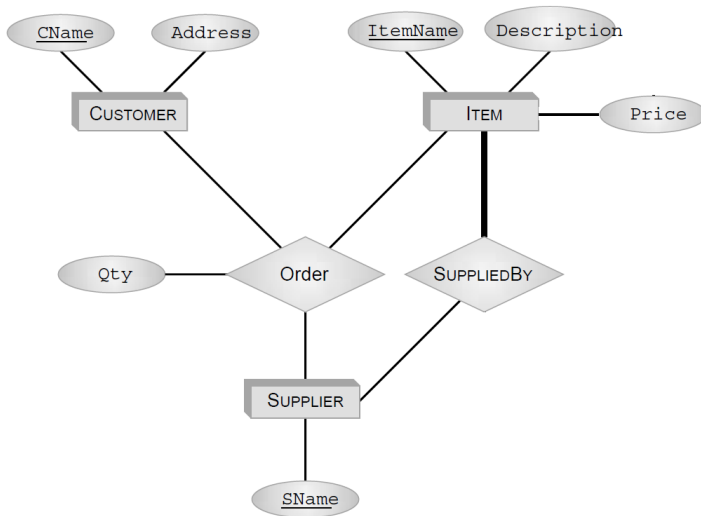 CName
Address
ItemName
Description
CUSTOMER
ITEM
Price
Qty
Order
SUPPLIEDBY
SUPPLIER
SName